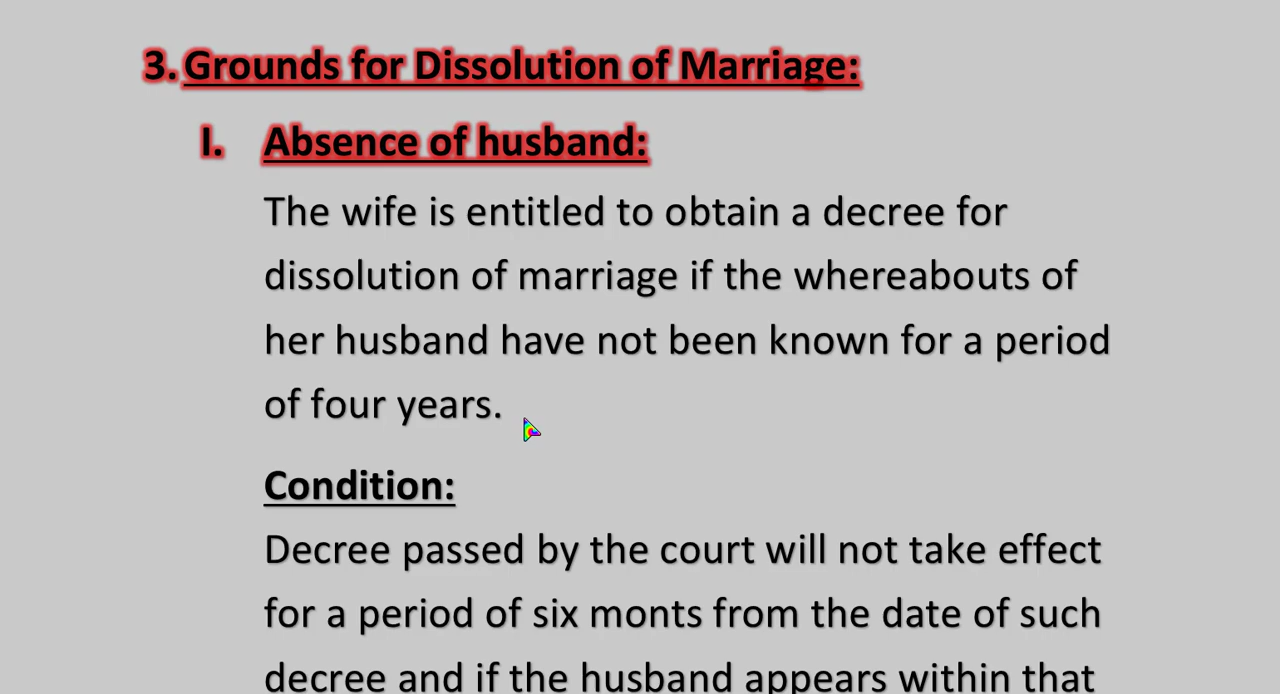 3. Grounds for Dissolution of Marriage:
I. Absence of husband:
The wife is entitled to obtain a decree for
dissolution of marriage if the whereabouts of
her husband have not been known for a period
of four years.
Condition:
Decree passed by the court will not take effect
for a period of six monts from the date of such
decree and if the husband appears within that